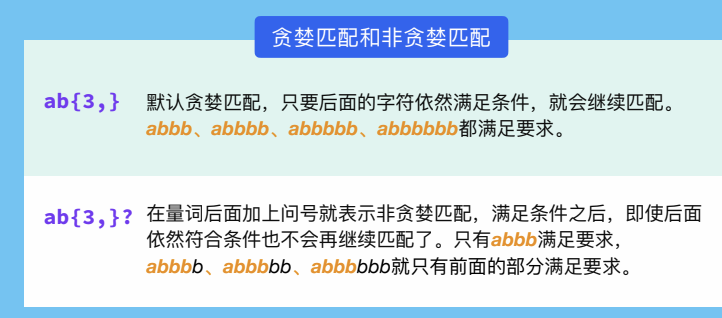 贪婪匹配和非贪婪匹配
ab{3,} 默认贪婪匹配，只要后面的字符依然满足条件，就会继续匹配。
abbb、abbbb、abbbbb、abbbbbb都满足要求。
ab{3,}? 在量词后面加上问号就表示非贪婪匹配，满足条件之后，即使后面
依然符合条件也不会再继续匹配了。只有abbb满足要求，
abbbb、abbbbb、abbbbbb就只有前面的部分满足要求。